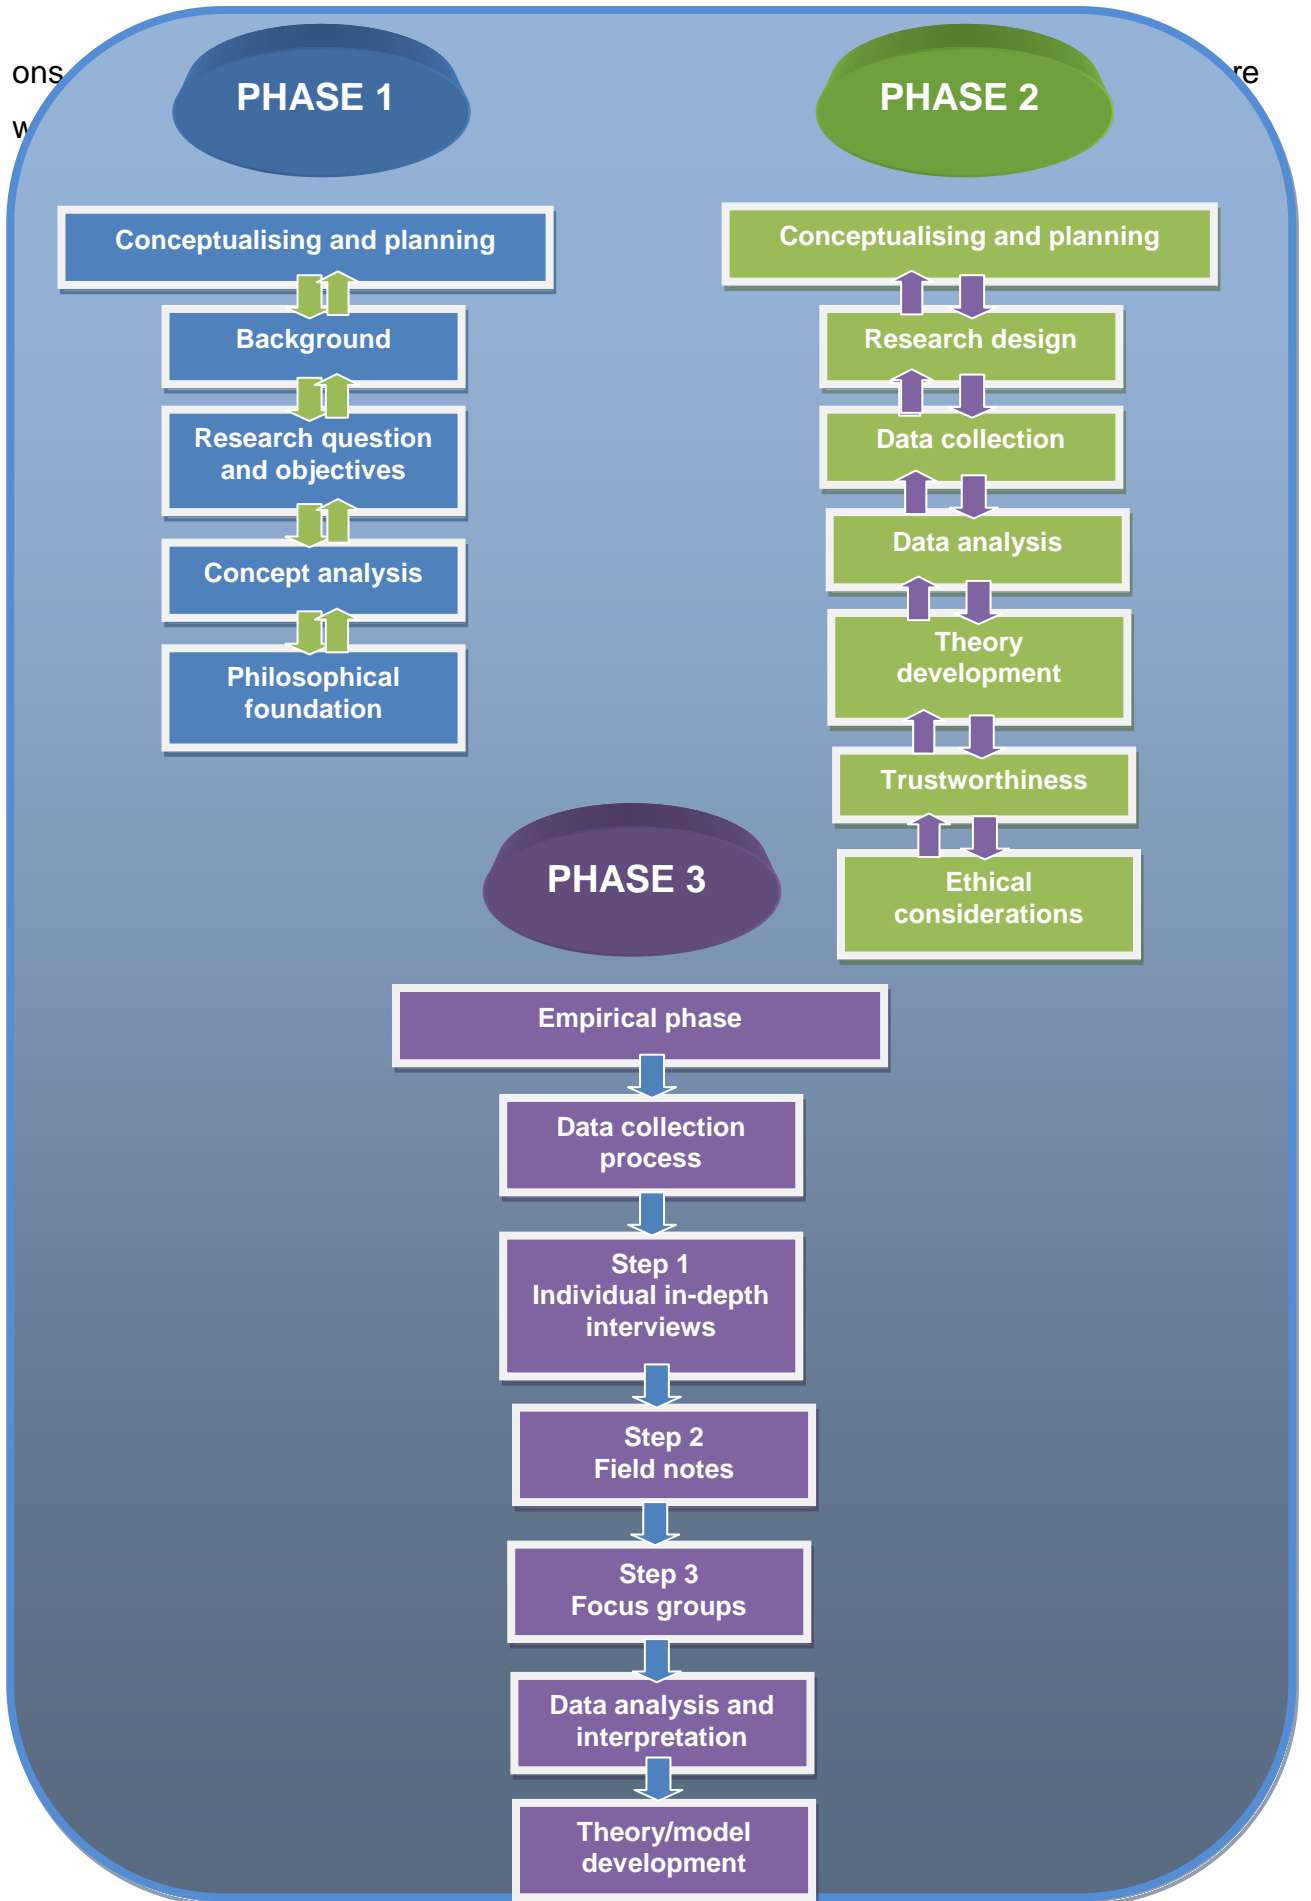 ons
re
w
PHASE 1
Conceptualising and planning
Background
Research question
and objectives
Concept analysis
Philosophical
foundation
PHASE 2
Conceptualising and planning
Research design
Data collection
Data analysis
Theory
development
Trustworthiness
Ethical
considerations
PHASE 3
Empirical phase
Data collection
process
Step 1
Individual in-depth
interviews
Step 2
Field notes
Step 3
Focus groups
Data analysis and
interpretation
Theory/model
development